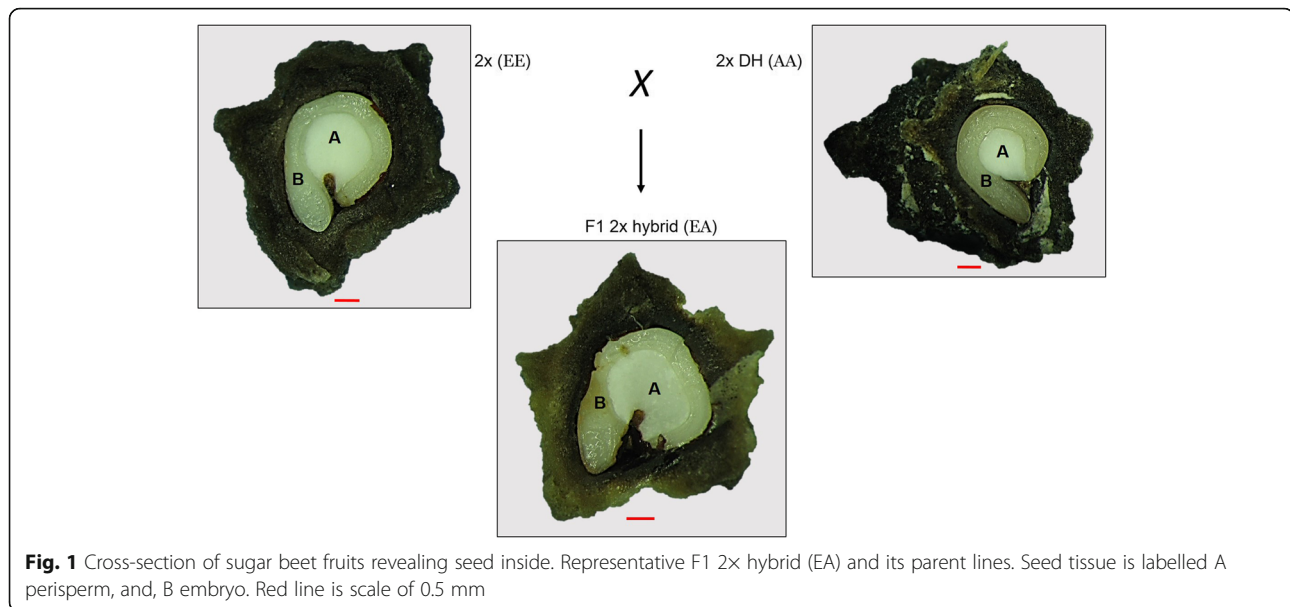 2x (EE)
X
2x DH (AA)
A
B
A
B
F1 2x hybrid (EA)
A
B
Fig. 1 Cross-section of sugar beet fruits revealing seed inside. Representative F1 2× hybrid (EA) and its parent lines. Seed tissue is labelled A
perisperm, and, B embryo. Red line is scale of 0.5 mm